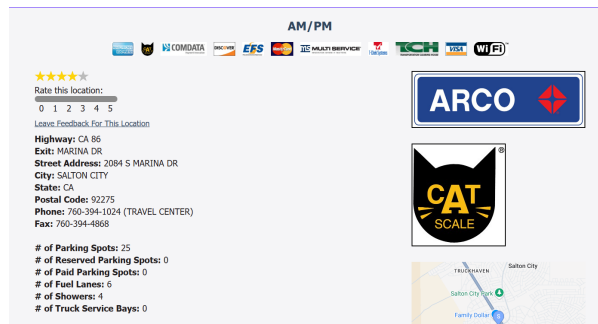 AM/PM
AMERICAN EXPRESS COMDATA DISCOVER EFS MasterCard MULTI SERVICE T-Chek TCH VISA WiFi
Rate this location:
0 1 2 3 4 5
Leave Feedback For This Location
Highway: CA 86
Exit: MARINA DR
Street Address: 2084 S MARINA DR
City: SALTON CITY
State: CA
Postal Code: 92275
Phone: 760-394-1024 (TRAVEL CENTER)
Fax: 760-394-4868
# of Parking Spots: 25
# of Reserved Parking Spots: 0
# of Paid Parking Spots: 0
# of Fuel Lanes: 6
# of Showers: 4
# of Truck Service Bays: 0
ARCO
®
CAT
SCALE
TRUCKHAVEN
Salton City
Salton City Park
Family Dollar